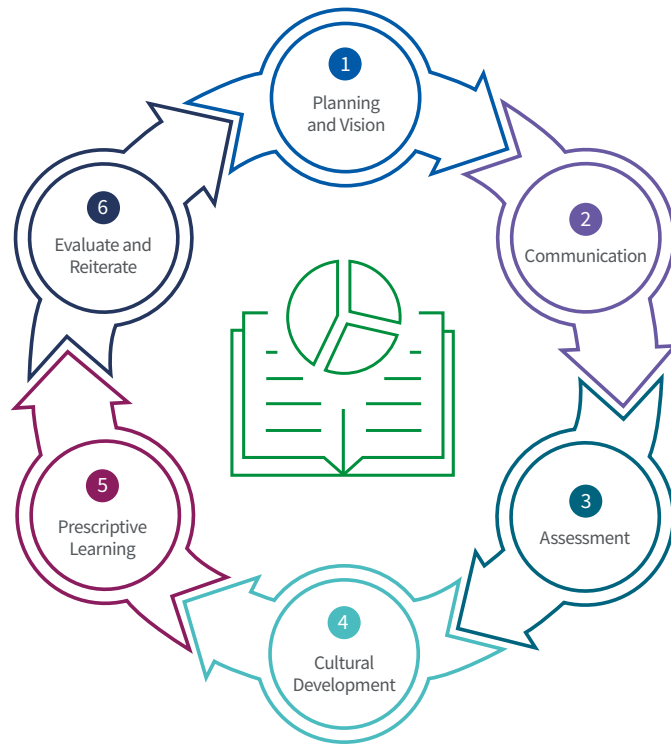 1
Planning
and Vision
2
Communication
3
Assessment
4
Cultural
Development
5
Prescriptive
Learning
6
Evaluate and
Reiterate